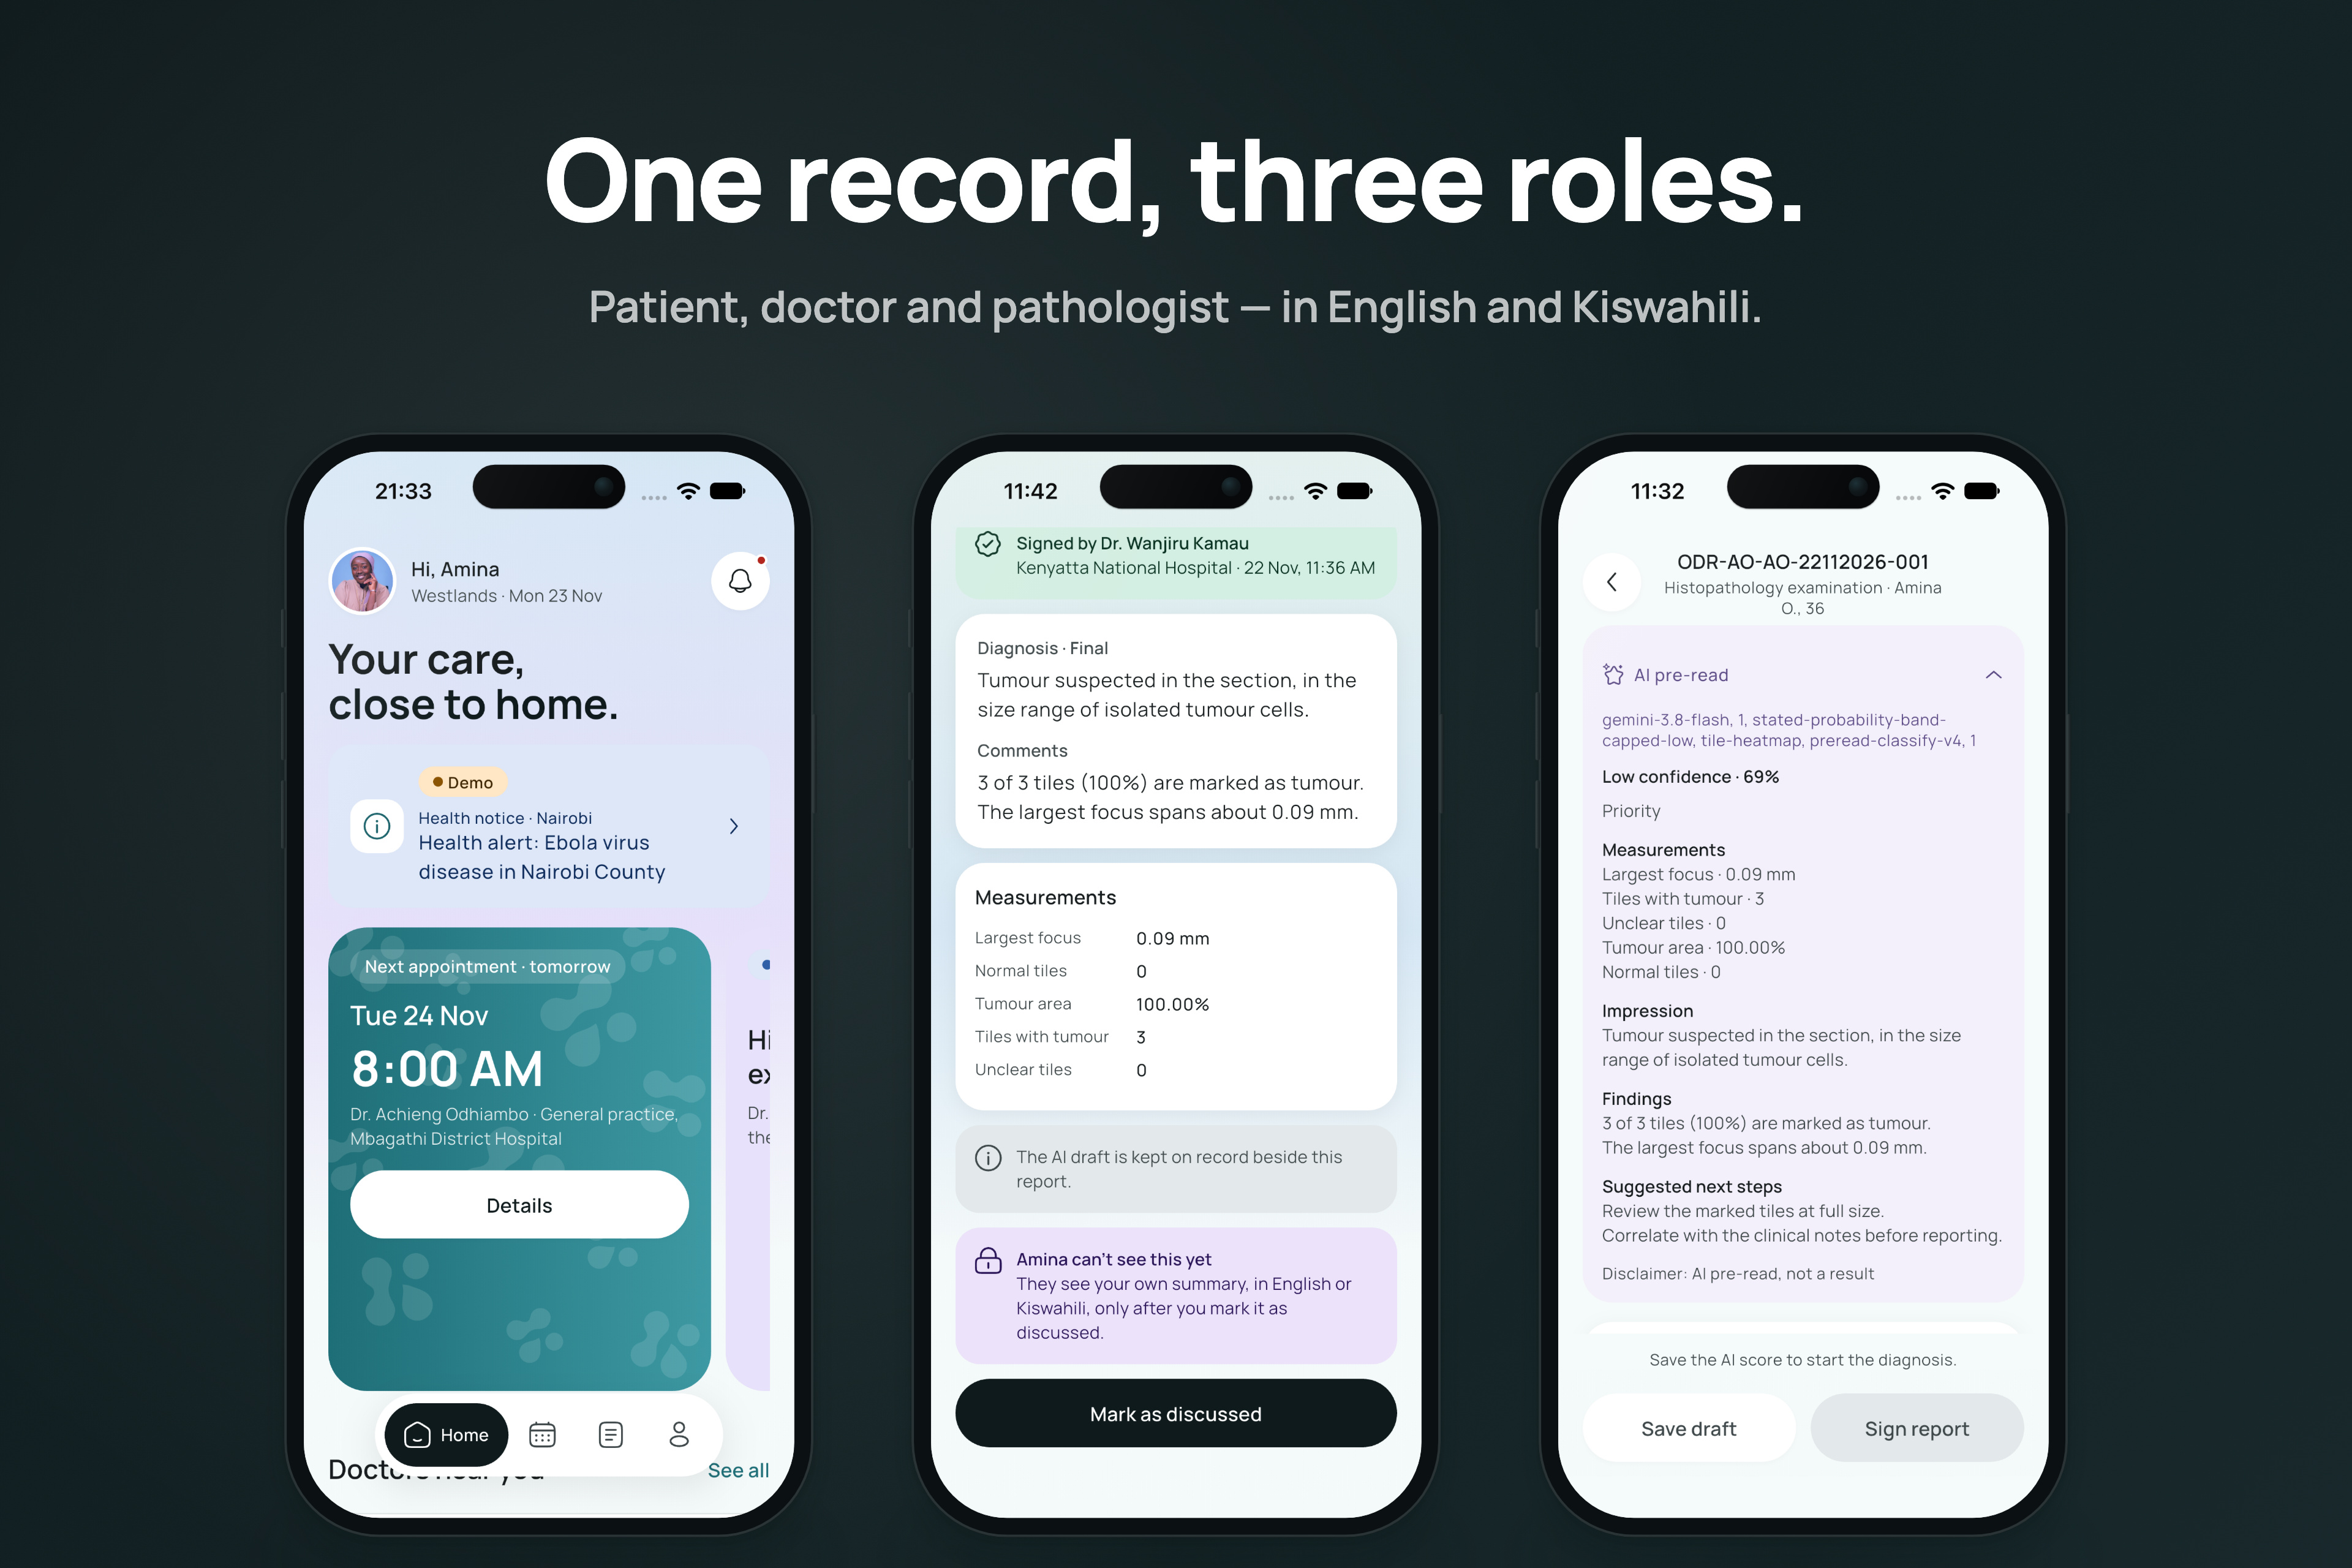 One record, three roles.
Patient, doctor and pathologist — in English and Kiswahili.
21:33
Hi, Amina
Westlands · Mon 23 Nov
Your care,
close to home.
Demo
Health notice · Nairobi
Health alert: Ebola virus
disease in Nairobi County
Next appointment · tomorrow
Tue 24 Nov
8:00 AM
Dr. Achieng Odhiambo · General practice,
Mbagathi District Hospital
Details
Hi
ex
Dr.
the
Home
Doctors near you
See all
11:42
Signed by Dr. Wanjiru Kamau
Kenyatta National Hospital · 22 Nov, 11:36 AM
Diagnosis · Final
Tumour suspected in the section, in the
size range of isolated tumour cells.
Comments
3 of 3 tiles (100%) are marked as tumour.
The largest focus spans about 0.09 mm.
Measurements
Largest focus 0.09 mm
Normal tiles 0
Tumour area 100.00%
Tiles with tumour 3
Unclear tiles 0
The AI draft is kept on record beside this
report.
Amina can't see this yet
They see your own summary, in English or
Kiswahili, only after you mark it as
discussed.
Mark as discussed
11:32
ODR-AO-AO-22112026-001
Histopathology examination · Amina
O., 36
AI pre-read
gemini-3.8-flash, 1, stated-probability-band-
capped-low, tile-heatmap, preread-classify-v4, 1
Low confidence · 69%
Priority
Measurements
Largest focus · 0.09 mm
Tiles with tumour · 3
Unclear tiles · 0
Tumour area · 100.00%
Normal tiles · 0
Impression
Tumour suspected in the section, in the size
range of isolated tumour cells.
Findings
3 of 3 tiles (100%) are marked as tumour.
The largest focus spans about 0.09 mm.
Suggested next steps
Review the marked tiles at full size.
Correlate with the clinical notes before reporting.
Disclaimer: AI pre-read, not a result
Save the AI score to start the diagnosis.
Save draft
Sign report